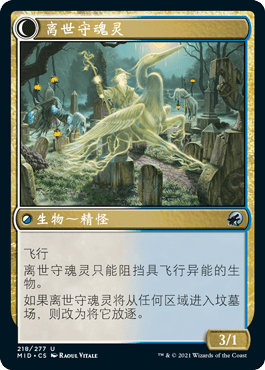 离世守魂灵
生物～精怪
飞行
离世守魂灵只能阻挡具飞行异能的生
物。
如果离世守魂灵将从任何区域进入坟墓
场，则改为将它放逐。
3/1
218/277 U
MID • CS RAOUL VITALE
™ & © 2021 Wizards of the Coast